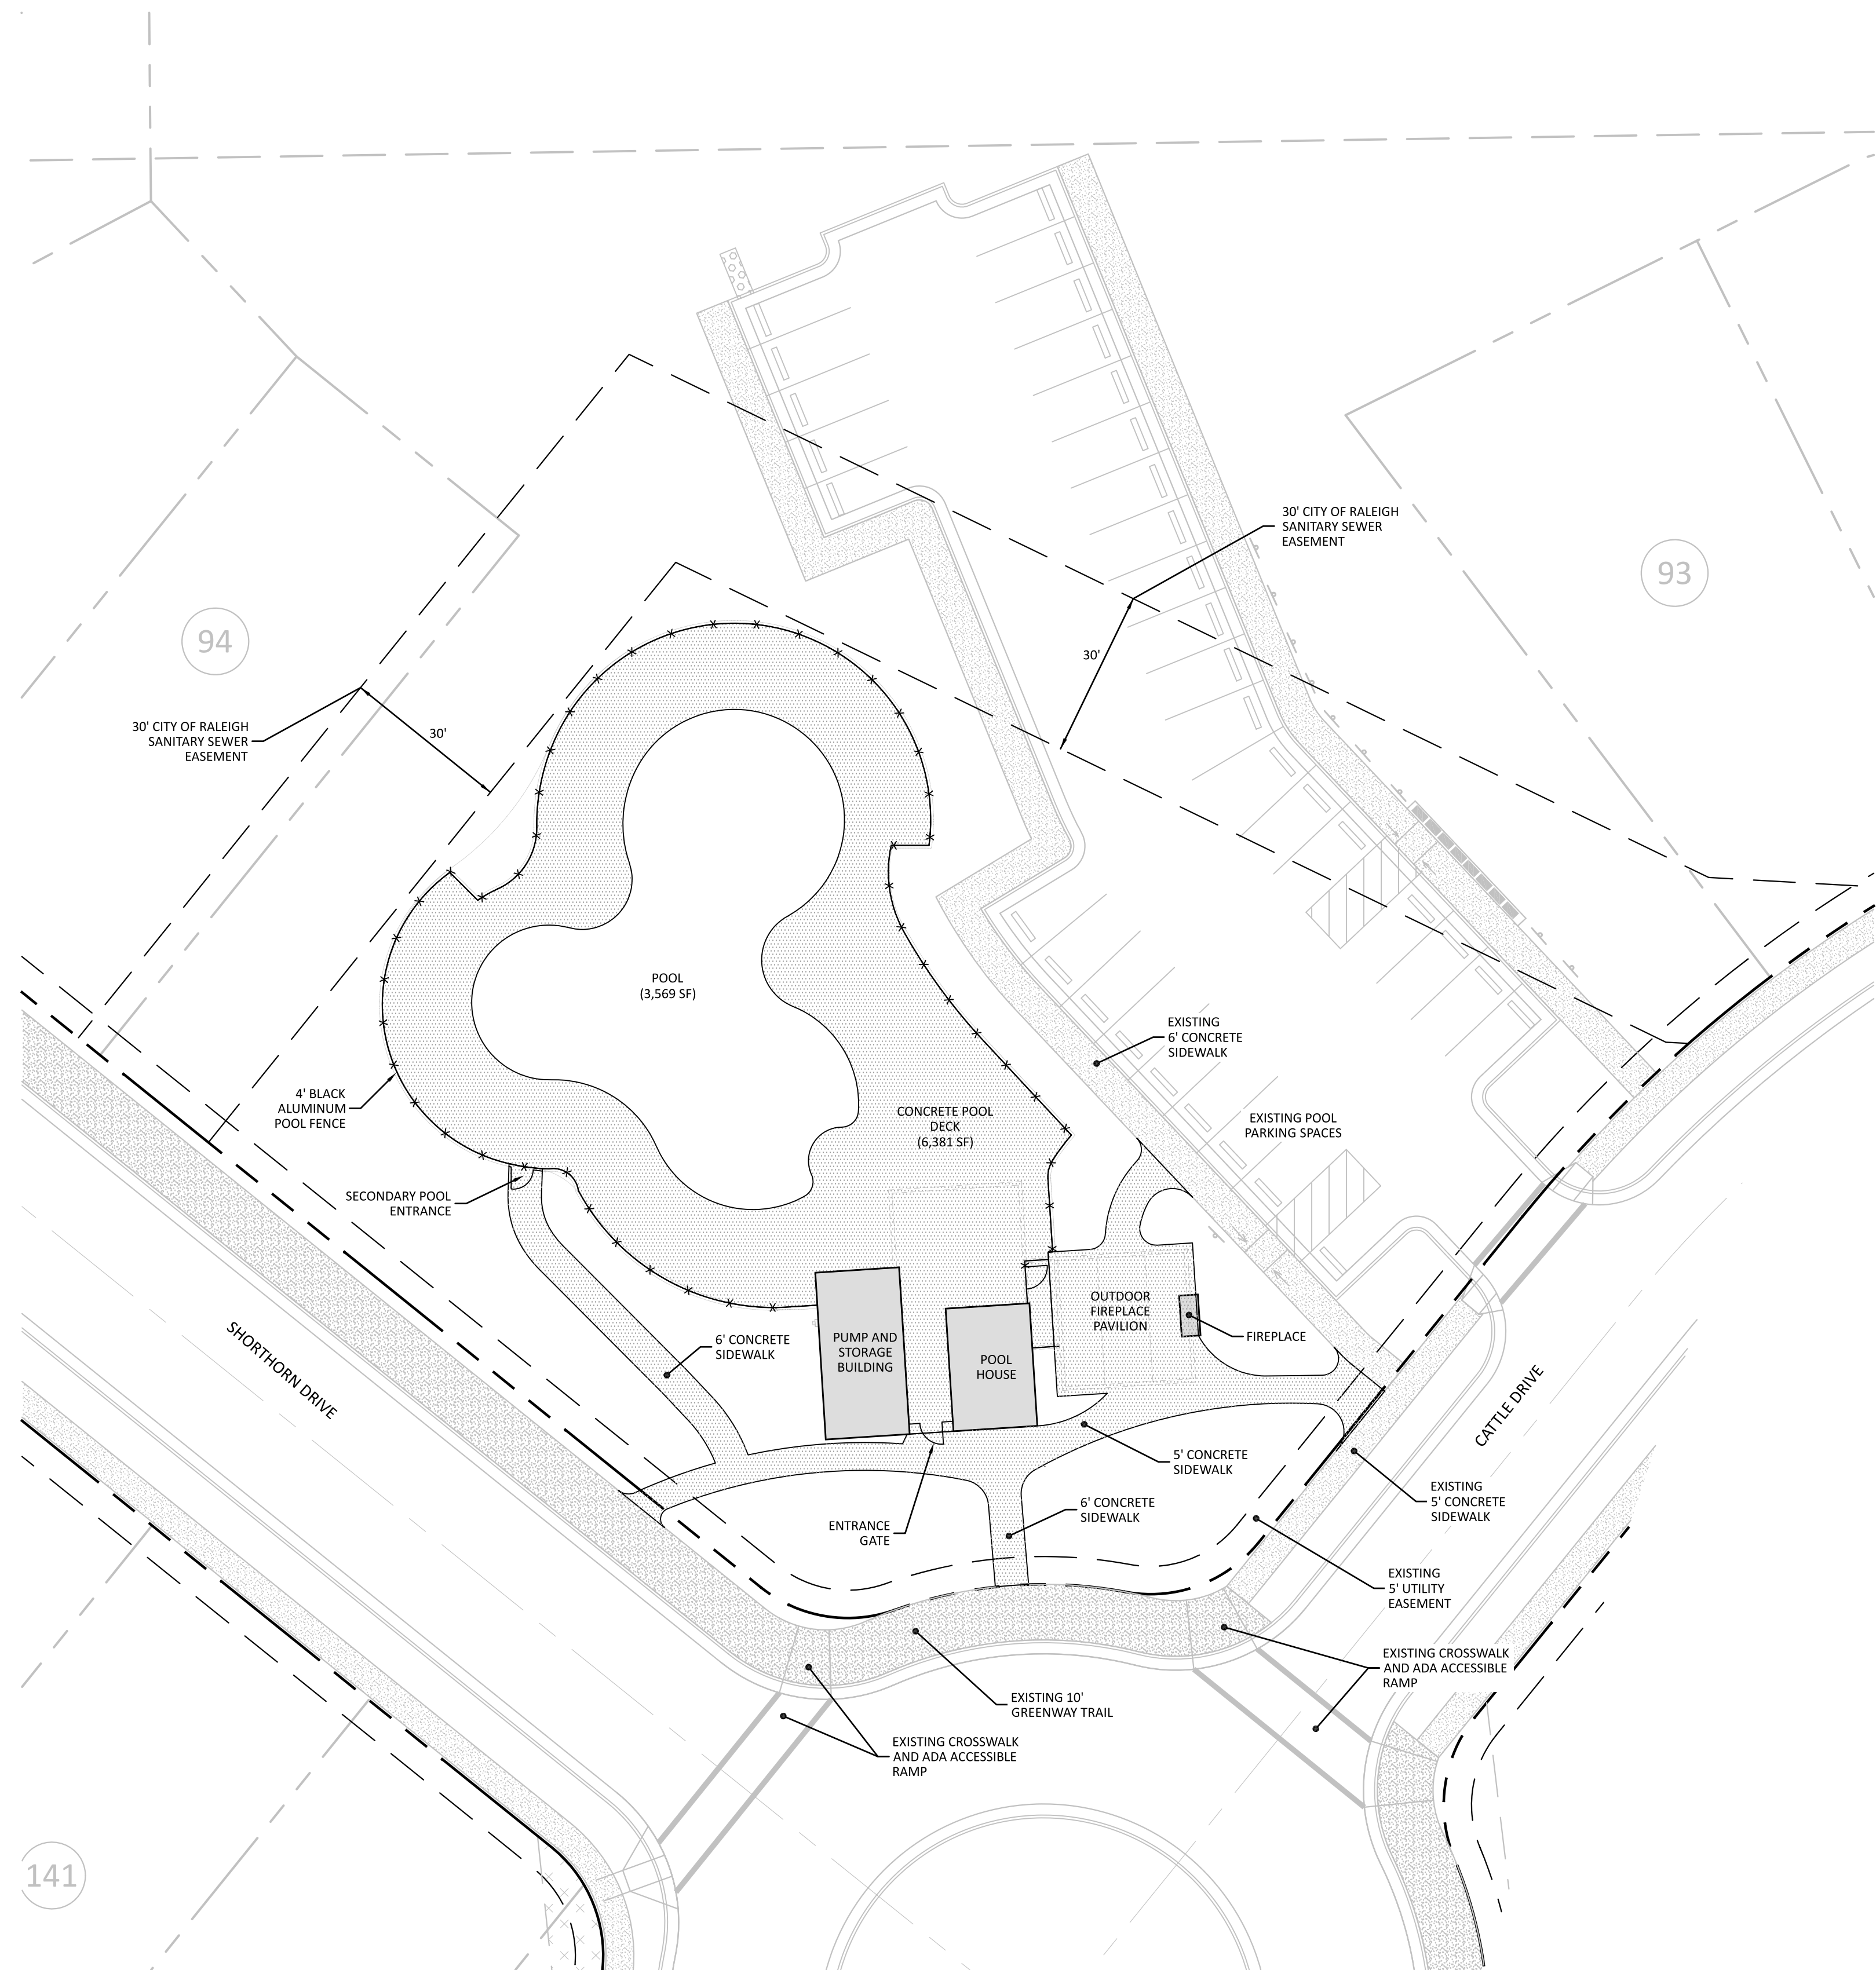 30' CITY OF RALEIGH
SANITARY SEWER
EASEMENT
93
94
30'
30' CITY OF RALEIGH
SANITARY SEWER
EASEMENT
30'
POOL
(3,569 SF)
EXISTING
6' CONCRETE
SIDEWALK
4' BLACK
ALUMINUM
POOL FENCE
CONCRETE POOL
DECK
(6,381 SF)
EXISTING POOL
PARKING SPACES
SECONDARY POOL
ENTRANCE
OUTDOOR
FIREPLACE
PAVILION
FIREPLACE
6' CONCRETE
SIDEWALK
PUMP AND
STORAGE
BUILDING
POOL
HOUSE
SHORTHORN DRIVE
CATTLE DRIVE
5' CONCRETE
SIDEWALK
EXISTING
5' CONCRETE
SIDEWALK
6' CONCRETE
SIDEWALK
ENTRANCE
GATE
EXISTING
5' UTILITY
EASEMENT
EXISTING CROSSWALK
AND ADA ACCESSIBLE
RAMP
EXISTING 10'
GREENWAY TRAIL
EXISTING CROSSWALK
AND ADA ACCESSIBLE
RAMP
141